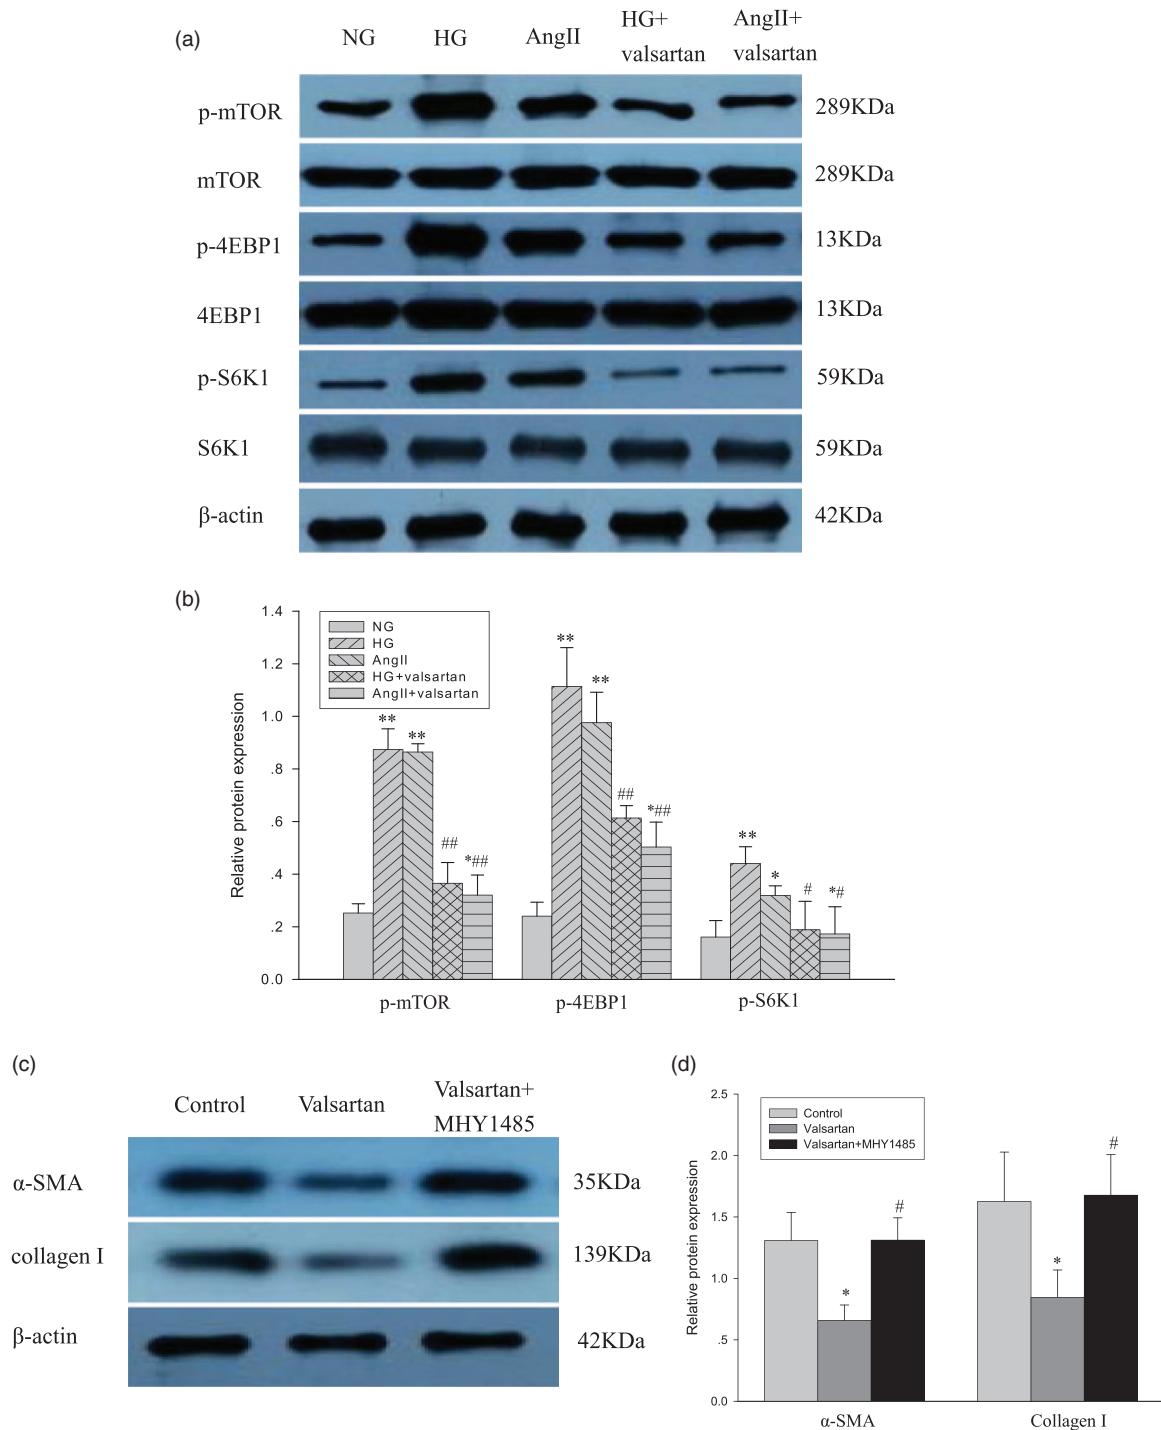 (a)
NG HG AngII HG+ valsartan AngII+ valsartan
p-mTOR 289KDa
mTOR 289KDa
p-4EBP1 13KDa
4EBP1 13KDa
p-S6K1 59KDa
S6K1 59KDa
β-actin 42KDa
(b)
Relative protein expression
1.4
1.2
1.0
.8
.6
.4
.2
0.0
NG
HG
AngII
HG+valsartan
AngII+valsartan
** ** ## *##
** ** ## *##
** * # *#
p-mTOR p-4EBP1 p-S6K1
(c)
Control Valsartan Valsartan+ MHY1485
α-SMA 35KDa
collagen I 139KDa
β-actin 42KDa
(d)
Relative protein expression
2.5
2.0
1.5
1.0
.5
0.0
Control
Valsartan
Valsartan+MHY1485
* #
* #
α-SMA Collagen I